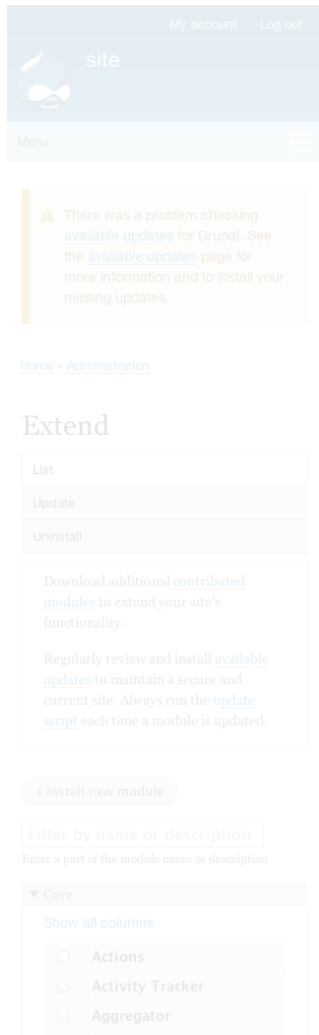 My account Log out
site
Menu
There was a problem checking
available updates for Drupal. See
the available updates page for
more information and to install your
missing updates.
Home » Administration
Extend
List
Update
Uninstall
Download additional contributed
modules to extend your site's
functionality.
Regularly review and install available
updates to maintain a secure and
current site. Always run the update
script each time a module is updated.
+ Install new module
Filter by name or description
Enter a part of the module name or description
▼ Core
Show all columns
Actions
Activity Tracker
Aggregator